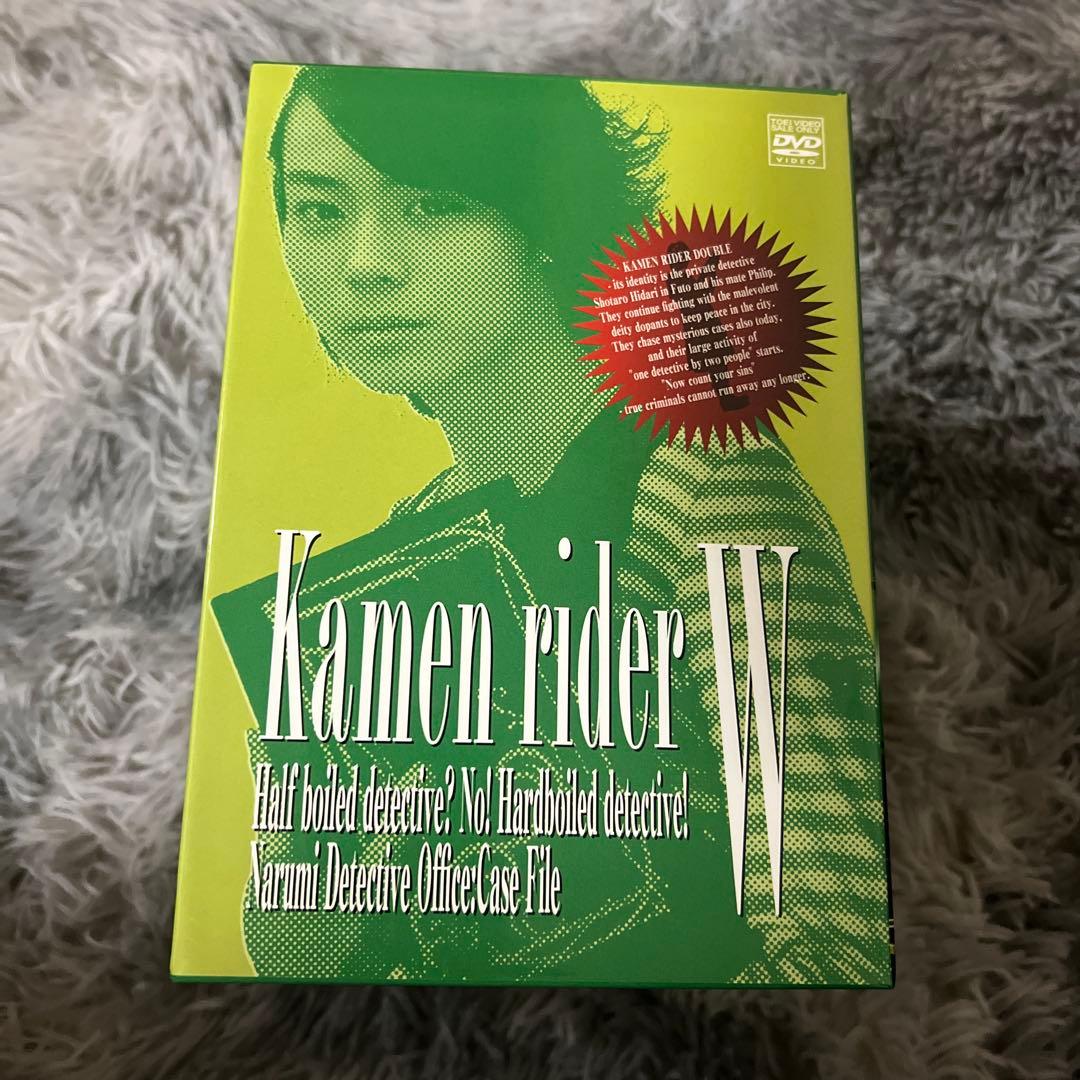 TOEI VIDEO
SALE ONLY
DVD
VIDEO
- KAMEN RIDER DOUBLE
- its identity is the private detective
Shotaro Hidari in Futo and his mate Philip.
They continue fighting with the malevolent
deity dopants to keep peace in the city.
They chase mysterious cases also today,
and their large activity of
"one detective by two people" starts.
"Now count your sins"
- true criminals cannot run away any longer.
Kamen rider W
Half boiled detective? No! Hardboiled detective!
Narumi Detective Office:Case File